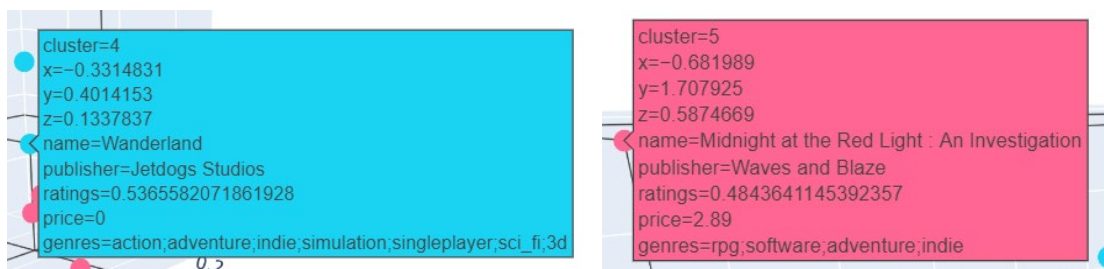 cluster=4
x=−0.3314831
y=0.4014153
z=0.1337837
name=Wanderland
publisher=Jetdogs Studios
ratings=0.5365582071861928
price=0
genres=action;adventure;indie;simulation;singleplayer;sci_fi;3d
0.5
cluster=5
x=−0.681989
y=1.707925
z=0.5874669
name=Midnight at the Red Light : An Investigation
publisher=Waves and Blaze
ratings=0.4843641145392357
price=2.89
genres=rpg;software;adventure;indie